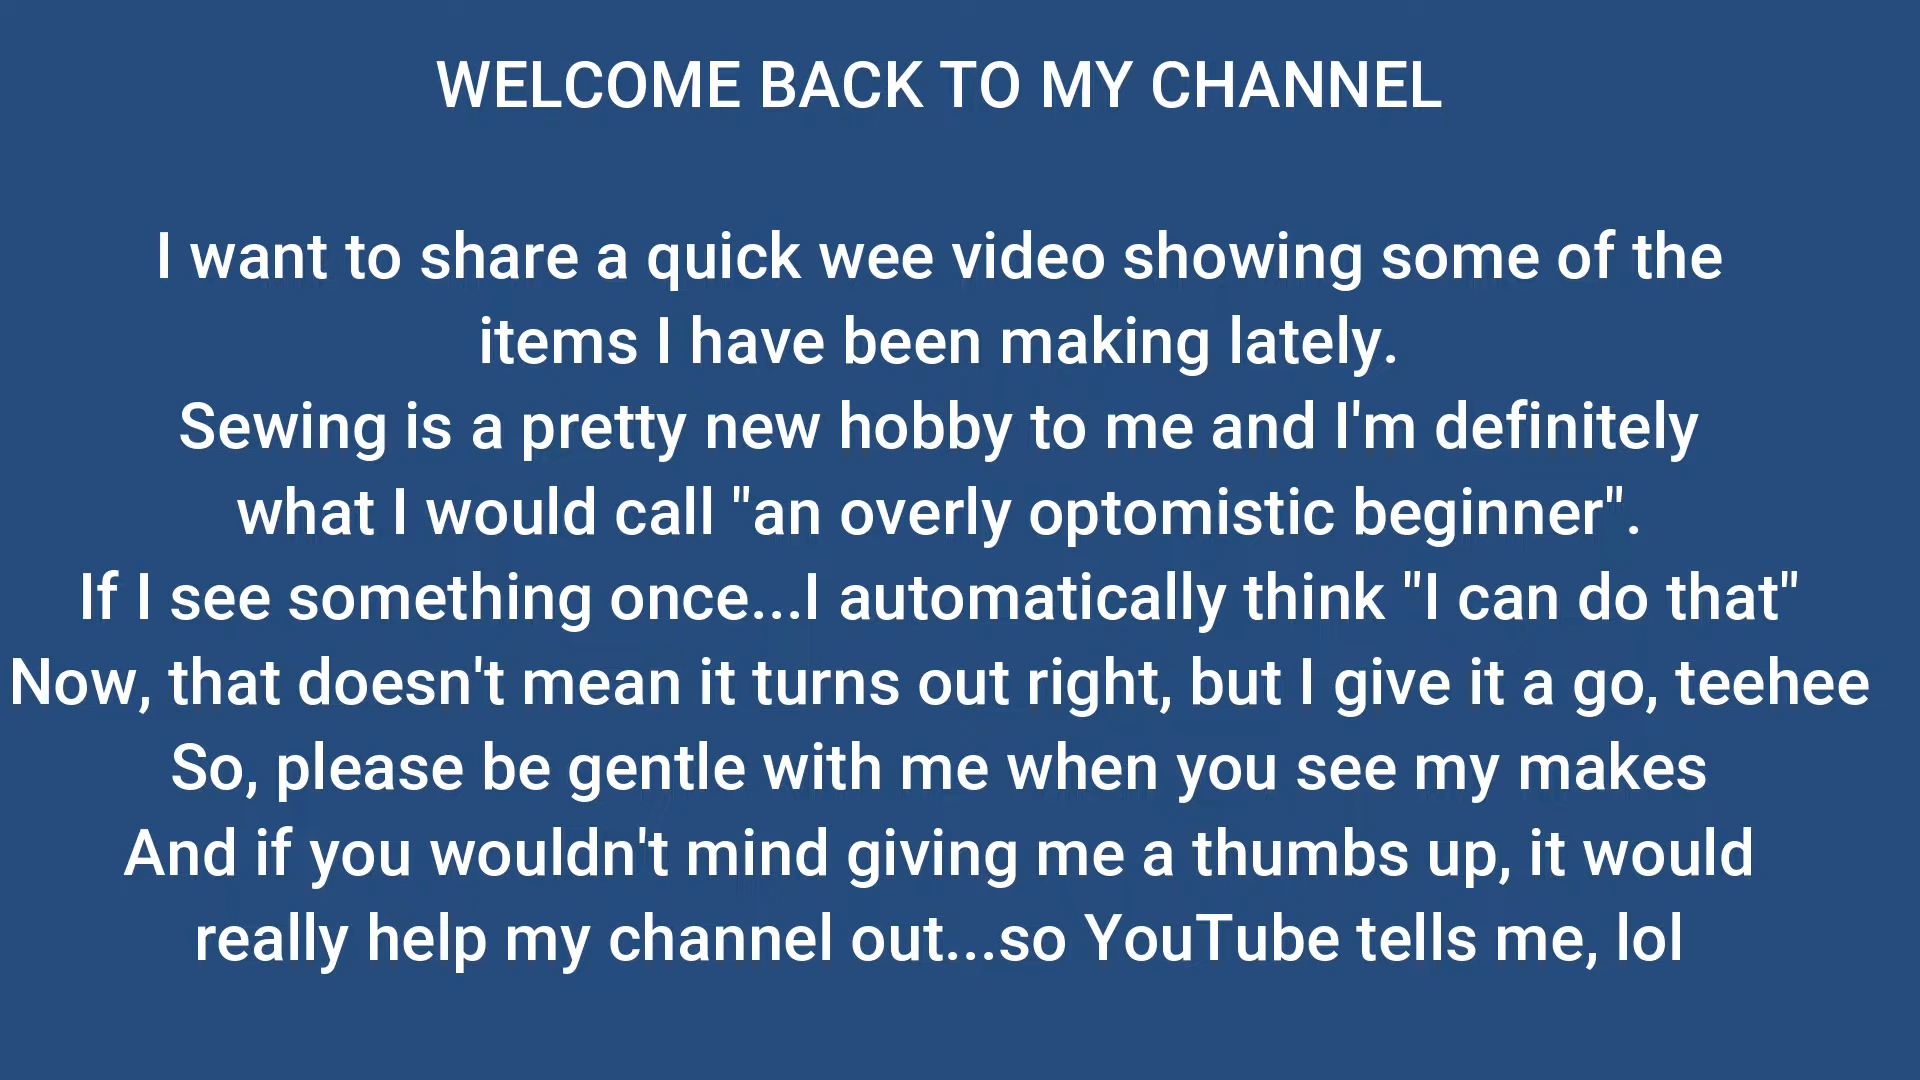 WELCOME BACK TO MY CHANNEL
I want to share a quick wee video showing some of the
items I have been making lately.
Sewing is a pretty new hobby to me and I'm definitely
what I would call "an overly optomistic beginner".
If I see something once...I automatically think "I can do that"
Now, that doesn't mean it turns out right, but I give it a go, teehee
So, please be gentle with me when you see my makes
And if you wouldn't mind giving me a thumbs up, it would
really help my channel out...so YouTube tells me, lol